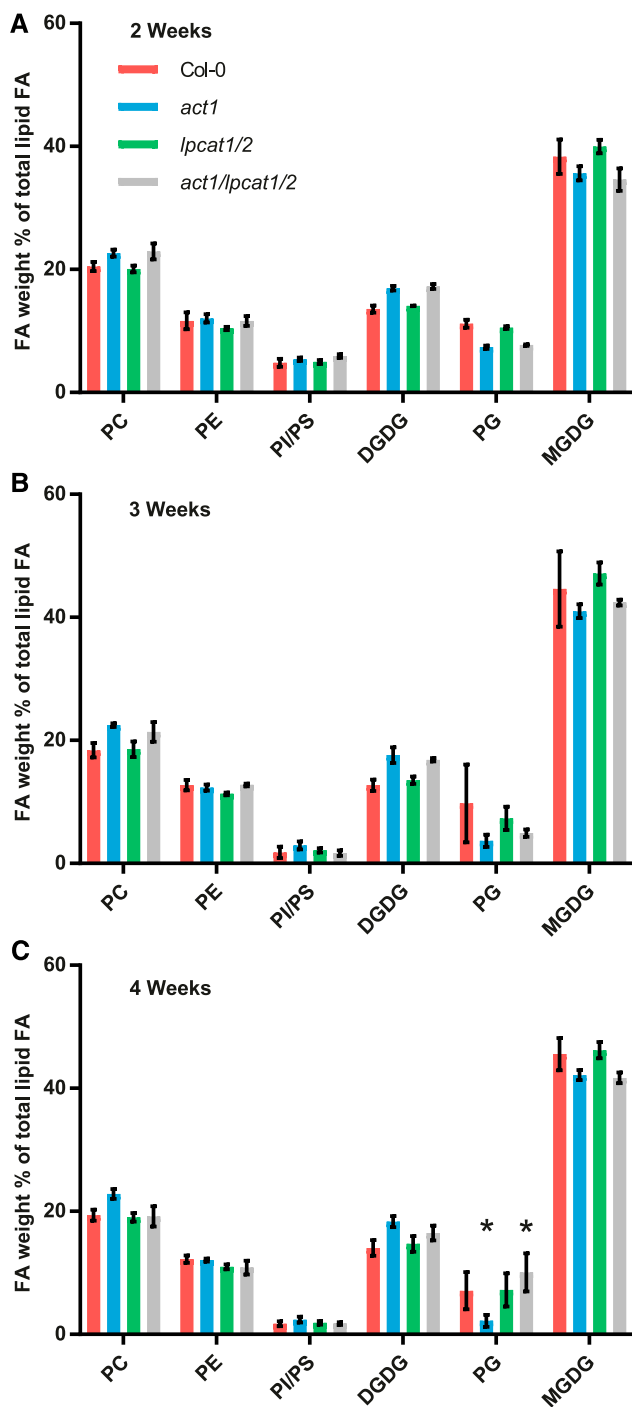 A
2 Weeks
Col-0
act1
lpcat1/2
act1/lpcat1/2
FA weight % of total lipid FA
60
40
20
0
PC PE PI/PS DGDG PG MGDG
B
3 Weeks
FA weight % of total lipid FA
60
40
20
0
PC PE PI/PS DGDG PG MGDG
C
4 Weeks
FA weight % of total lipid FA
60
40
20
0
* *
PC PE PI/PS DGDG PG MGDG